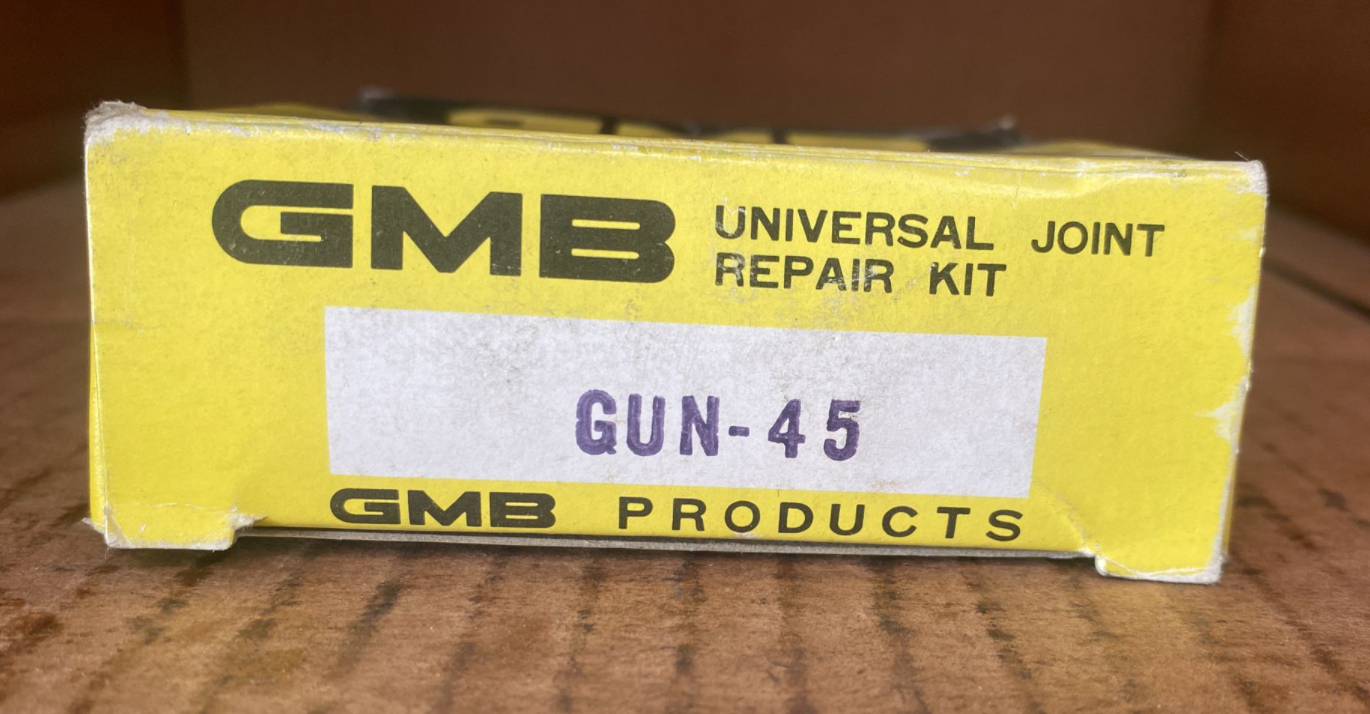 GMB UNIVERSAL JOINT
REPAIR KIT
GUN-45
GMB PRODUCTS